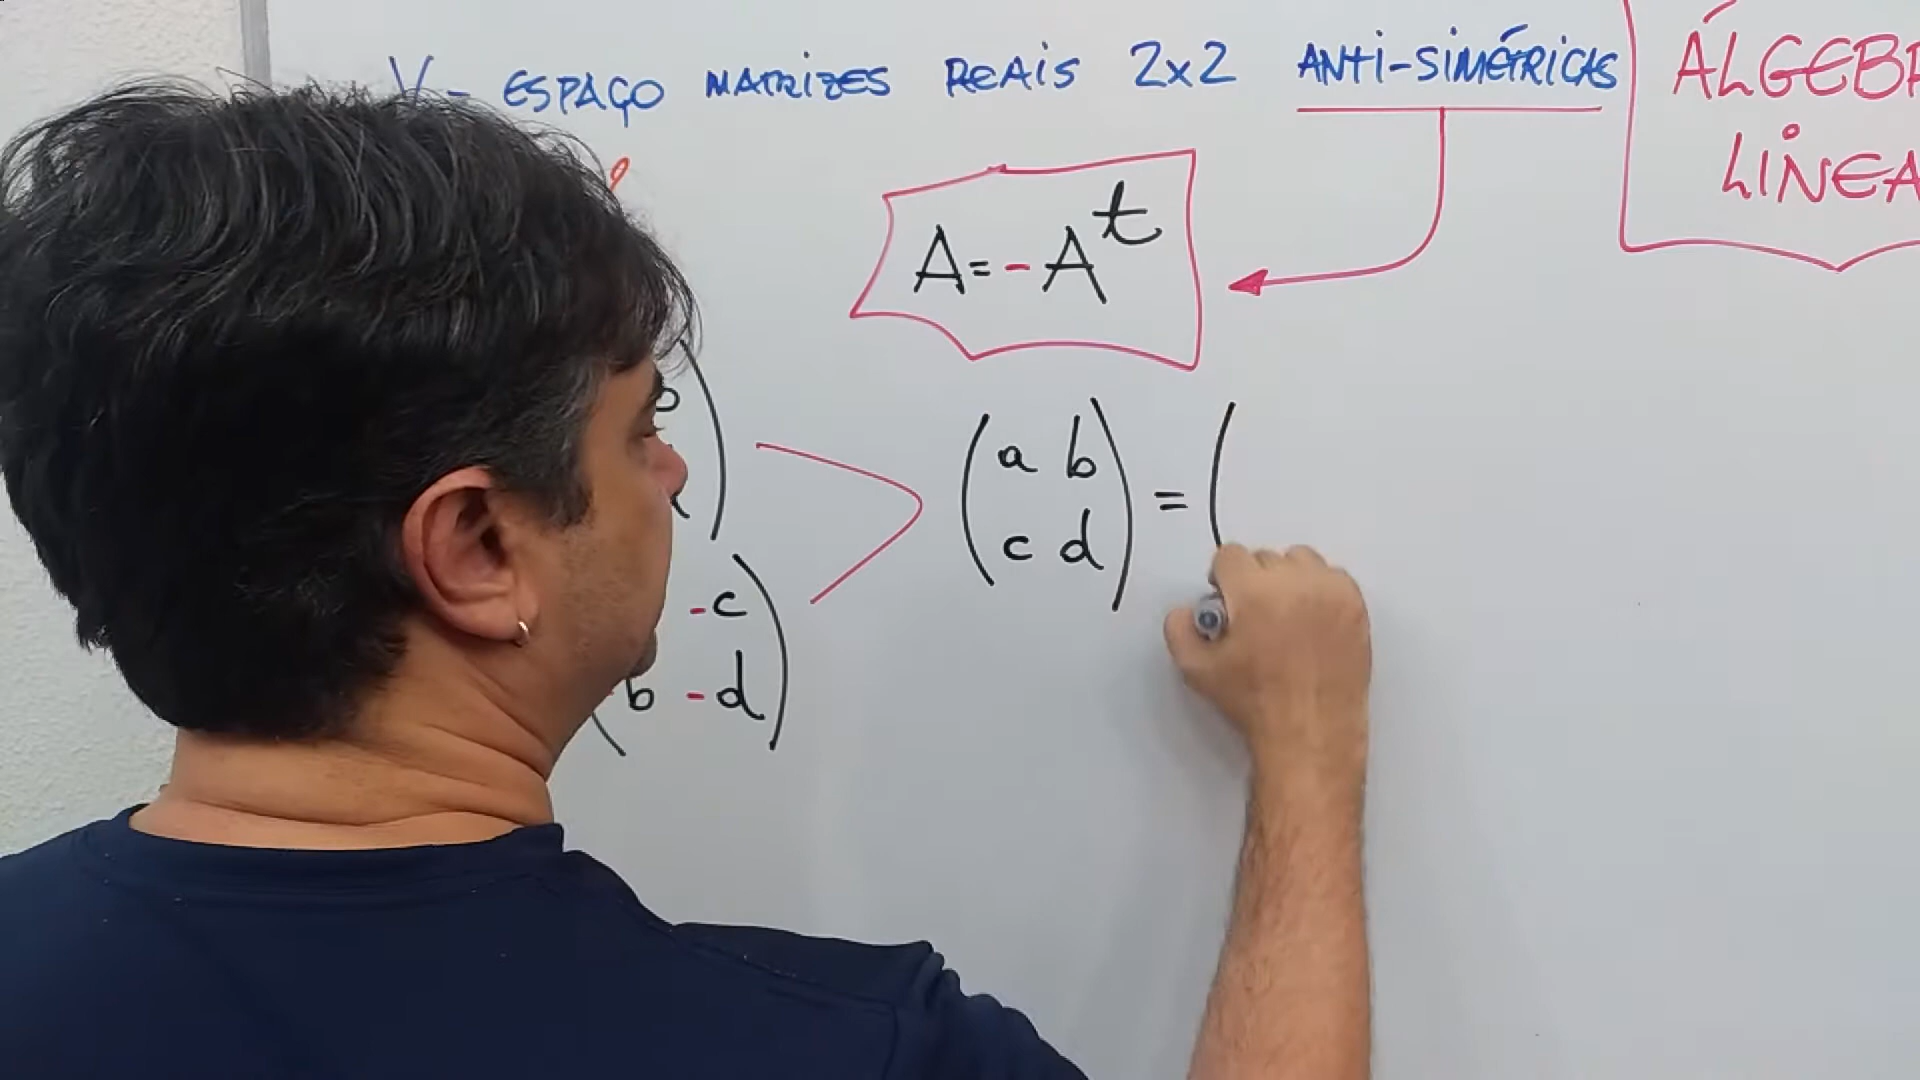 V - ESPAÇO MATRIZES REAIS 2x2 ANTI-SIMÉTRICAS
ÁLGEBR
LINEA
A = - A^t
( a b
c d ) = (
-c
b -d )